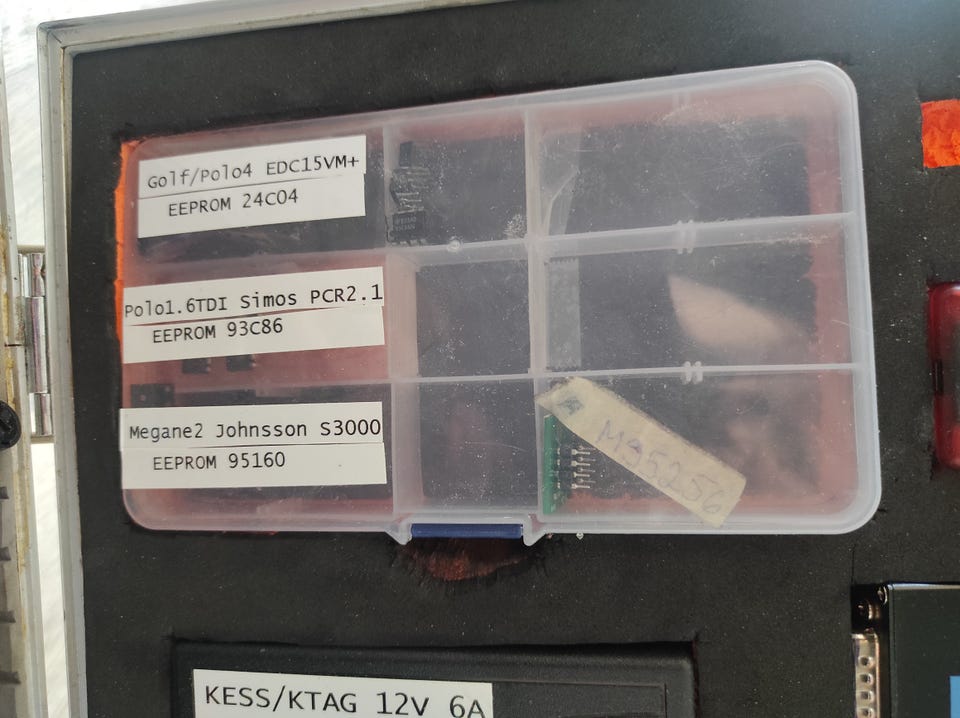 Golf/Polo4 EDC15VM+
EEPROM 24C04
Polo1.6TDI Simos PCR2.1
EEPROM 93C86
Megane2 Johnsson S3000
EEPROM 95160
M95256
KESS/KTAG 12V 6A